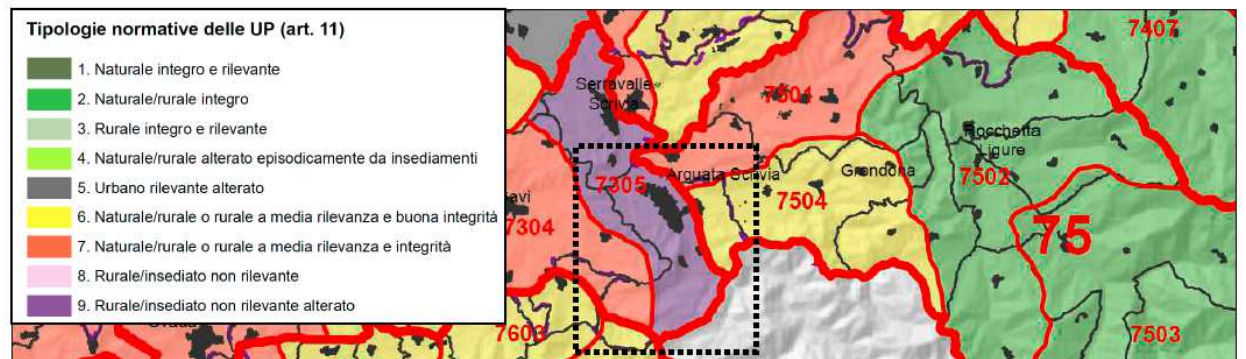 Tipologie normative delle UP (art. 11)
1. Naturale integro e rilevante
2. Naturale/rurale integro
3. Rurale integro e rilevante
4. Naturale/rurale alterato episodicamente da insediamenti
5. Urbano rilevante alterato
6. Naturale/rurale o rurale a media rilevanza e buona integrità
7. Naturale/rurale o rurale a media rilevanza e integrità
8. Rurale/insediato non rilevante
9. Rurale/insediato non rilevante alterato
7407
Serravalle
Scrivia
7501
Rocchetta
Ligure
Arquata Scrivia
Grondona
7305
7502
7504
7304
75
7603
7503